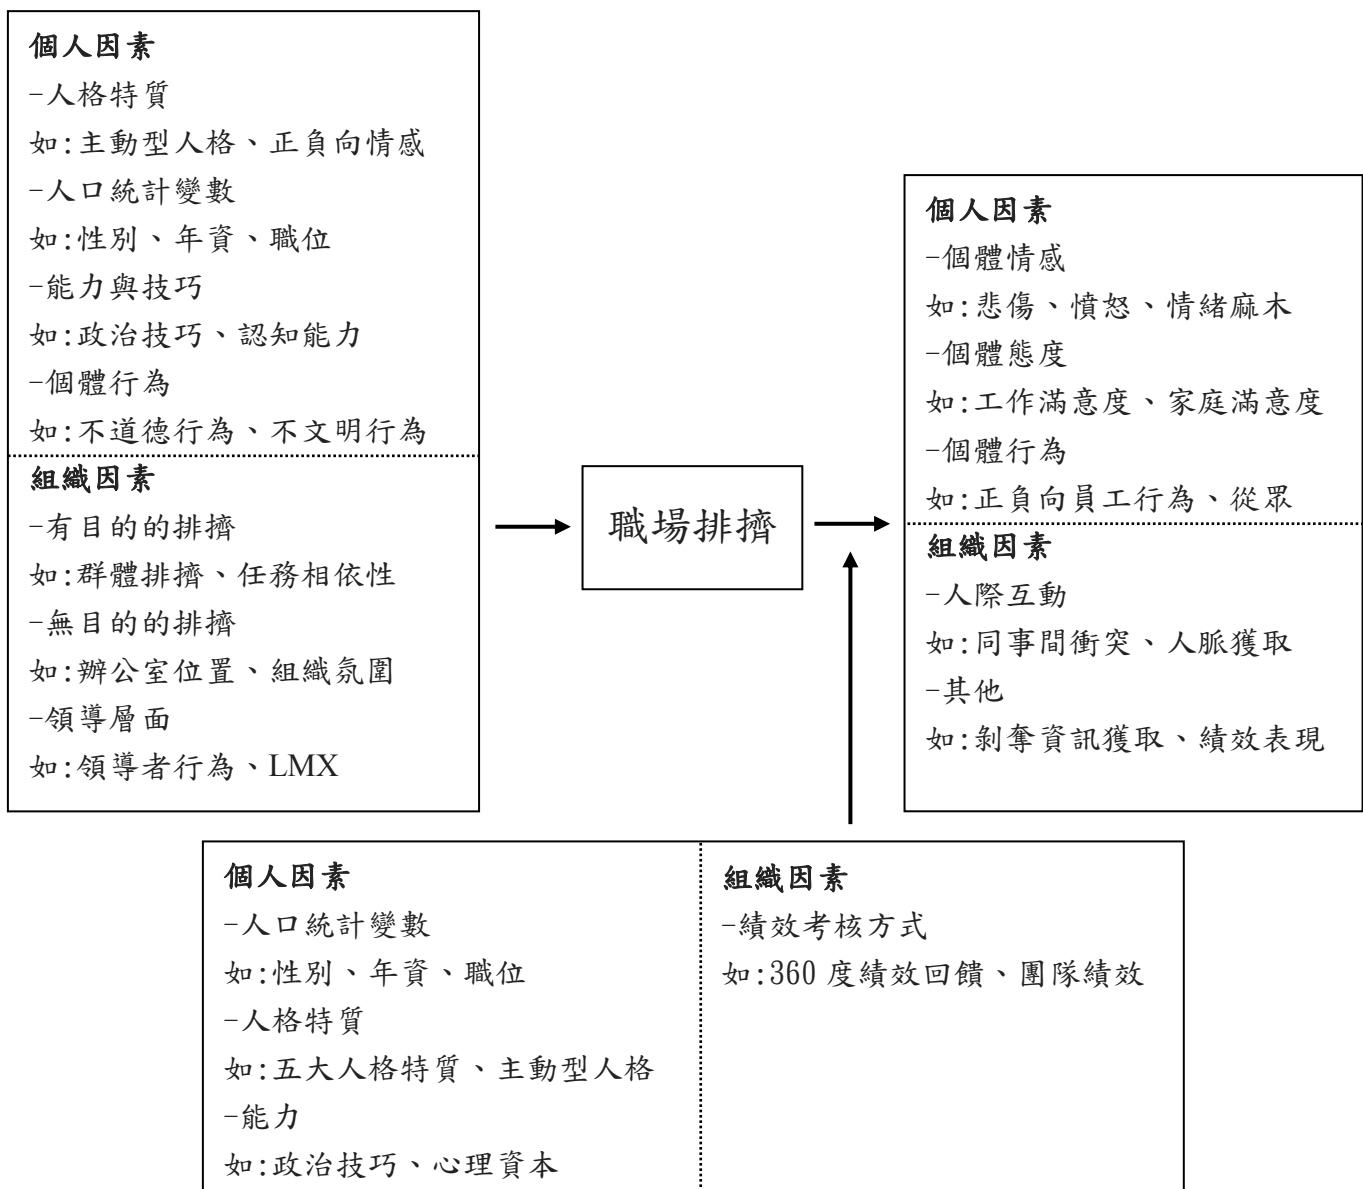 個人因素
-人格特質
如:主動型人格、正負向情感
-人口統計變數
如:性別、年資、職位
-能力與技巧
如:政治技巧、認知能力
-個體行為
如:不道德行為、不文明行為
組織因素
-有目的的排擠
如:群體排擠、任務相依性
-無目的的排擠
如:辦公室位置、組織氛圍
-領導層面
如:領導者行為、LMX
職場排擠
個人因素
-個體情感
如:悲傷、憤怒、情緒麻木
-個體態度
如:工作滿意度、家庭滿意度
-個體行為
如:正負向員工行為、從眾
組織因素
-人際互動
如:同事間衝突、人脈獲取
-其他
如:剝奪資訊獲取、績效表現
個人因素
-人口統計變數
如:性別、年資、職位
-人格特質
如:五大人格特質、主動型人格
-能力
如:政治技巧、心理資本
組織因素
-績效考核方式
如:360 度績效回饋、團隊績效